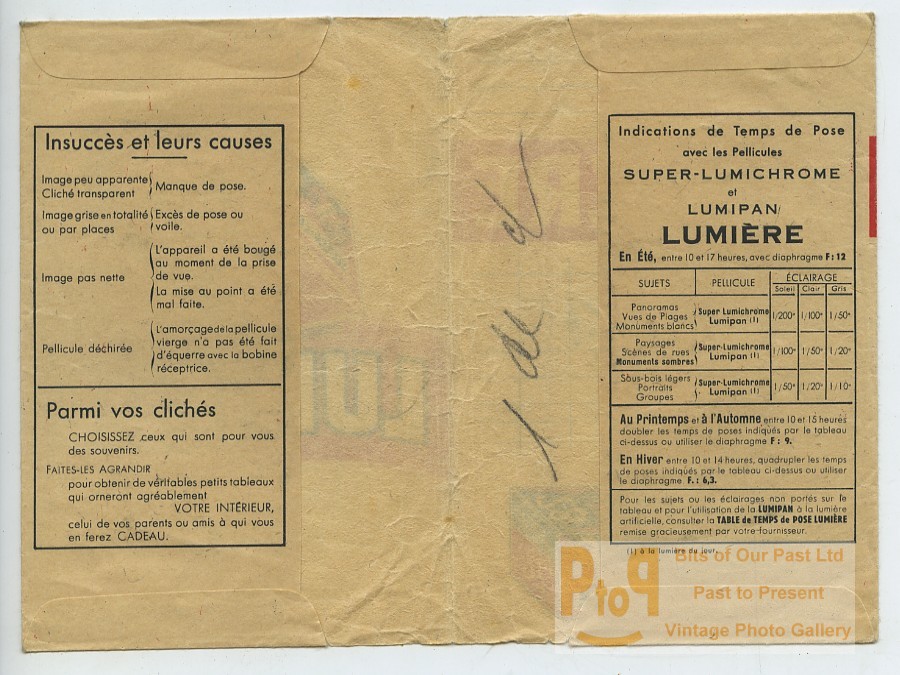 Insuccès et leurs causes
Image peu apparente
Cliché transparent
Manque de pose.
Image grise en totalité
ou par places
Excès de pose ou
voile.
Image pas nette
L'appareil a été bougé
au moment de la prise
de vue.
La mise au point a été
mal faite.
Pellicule déchirée
L'amorçage de la pellicule
vierge n'a pas été fait
d'équerre avec la bobine
réceptrice.
Parmi vos clichés
CHOISISSEZ ceux qui sont pour vous
des souvenirs.
FAITES-LES AGRANDIR
pour obtenir de véritables petits tableaux
qui orneront agréablement
VOTRE INTÉRIEUR,
celui de vos parents ou amis à qui vous
en ferez CADEAU.
Indications de Temps de Pose
avec les Pellicules
SUPER-LUMICHROME
et
LUMIPAN
LUMIÈRE
En Été, entre 10 et 17 heures, avec diaphragme F: 12
SUJETS PELLICULE ÉCLAIRAGE
Soleil Clair Gris
Panoramas
Vues de Plages
Monuments blancs
Super-Lumichrome
Lumipan (1)
1/200e 1/100e 1/50e
Paysages
Scènes de rues
Monuments sombres
Super-Lumichrome
Lumipan (1)
1/100e 1/50e 1/20e
Sous-bois légers
Portraits
Groupes
Super-Lumichrome
Lumipan (1)
1/50e 1/20e 1/10e
Au Printemps et à l'Automne entre 10 et 15 heures
doubler les temps de poses indiqués par le tableau
ci-dessus ou utiliser le diaphragme F : 9.
En Hiver entre 10 et 14 heures, quadrupler les temps
de poses indiqués par le tableau ci-dessus ou utiliser
le diaphragme F. : 6,3.
Pour les sujets ou les éclairages non portés sur le
tableau et pour l'utilisation de la LUMIPAN à la lumière
artificielle, consulter la TABLE de TEMPS de POSE LUMIÈRE
remise gracieusement par votre fournisseur.
(1) à la lumière du jour.
PtoP
Bits of Our Past Ltd
Past to Present
Vintage Photo Gallery